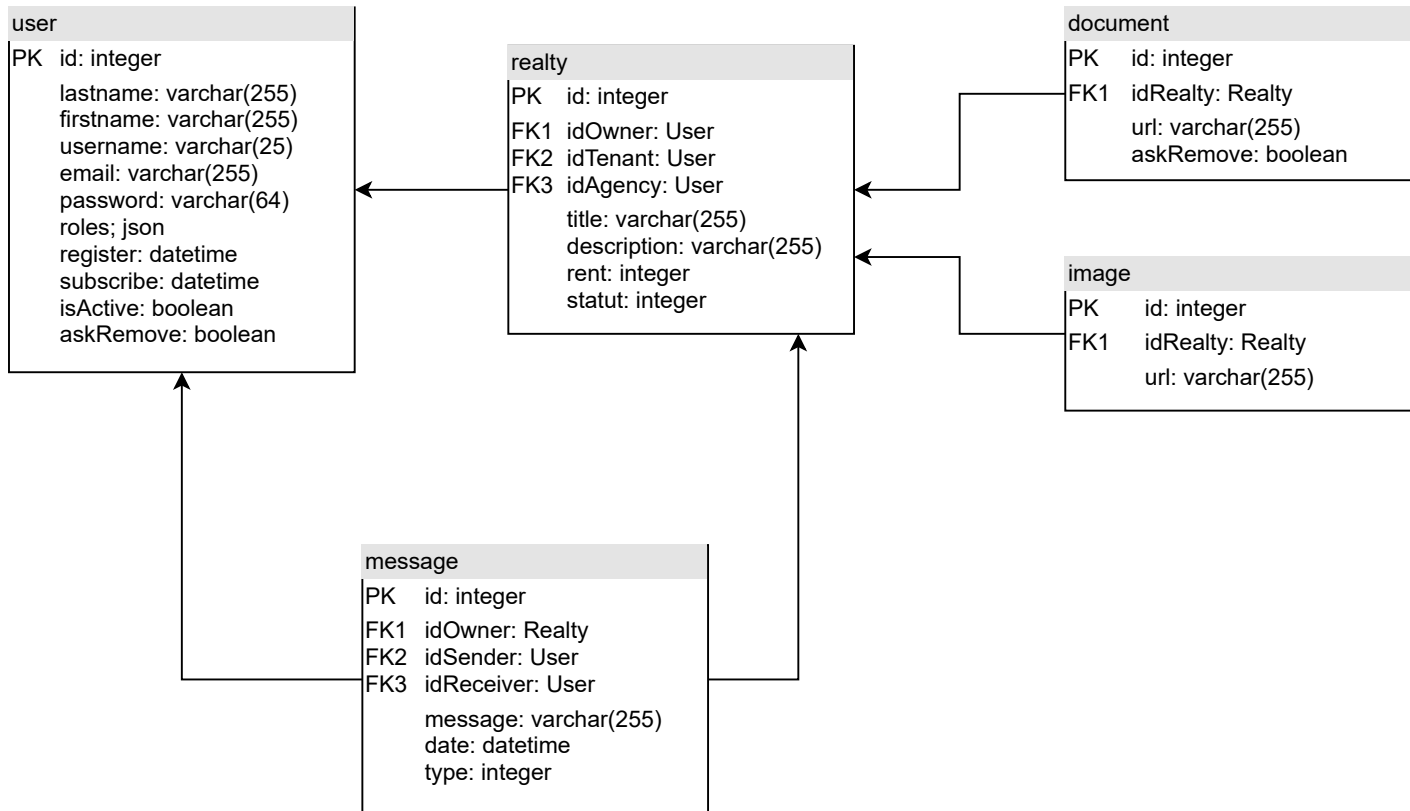 user
PK id: integer
lastname: varchar(255)
firstname: varchar(255)
username: varchar(25)
email: varchar(255)
password: varchar(64)
roles; json
register: datetime
subscribe: datetime
isActive: boolean
askRemove: boolean
realty
PK id: integer
FK1 idOwner: User
FK2 idTenant: User
FK3 idAgency: User
title: varchar(255)
description: varchar(255)
rent: integer
statut: integer
document
PK id: integer
FK1 idRealty: Realty
url: varchar(255)
askRemove: boolean
image
PK id: integer
FK1 idRealty: Realty
url: varchar(255)
message
PK id: integer
FK1 idOwner: Realty
FK2 idSender: User
FK3 idReceiver: User
message: varchar(255)
date: datetime
type: integer